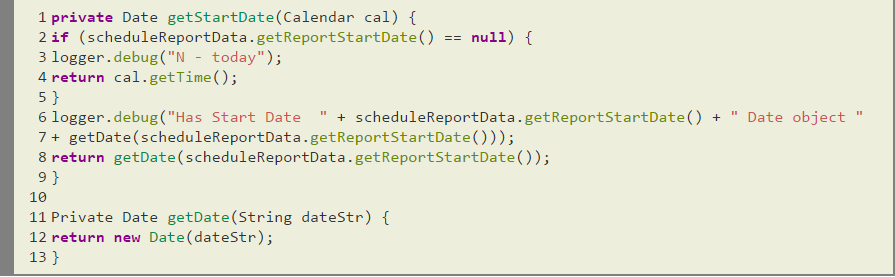 1 private Date getStartDate(Calendar cal) {
2 if (scheduleReportData.getReportStartDate() == null) {
3 logger.debug("N - today");
4 return cal.getTime();
5 }
6 logger.debug("Has Start Date  " + scheduleReportData.getReportStartDate() + " Date object "
7 + getDate(scheduleReportData.getReportStartDate()));
8 return getDate(scheduleReportData.getReportStartDate());
9 }
10
11 Private Date getDate(String dateStr) {
12 return new Date(dateStr);
13 }